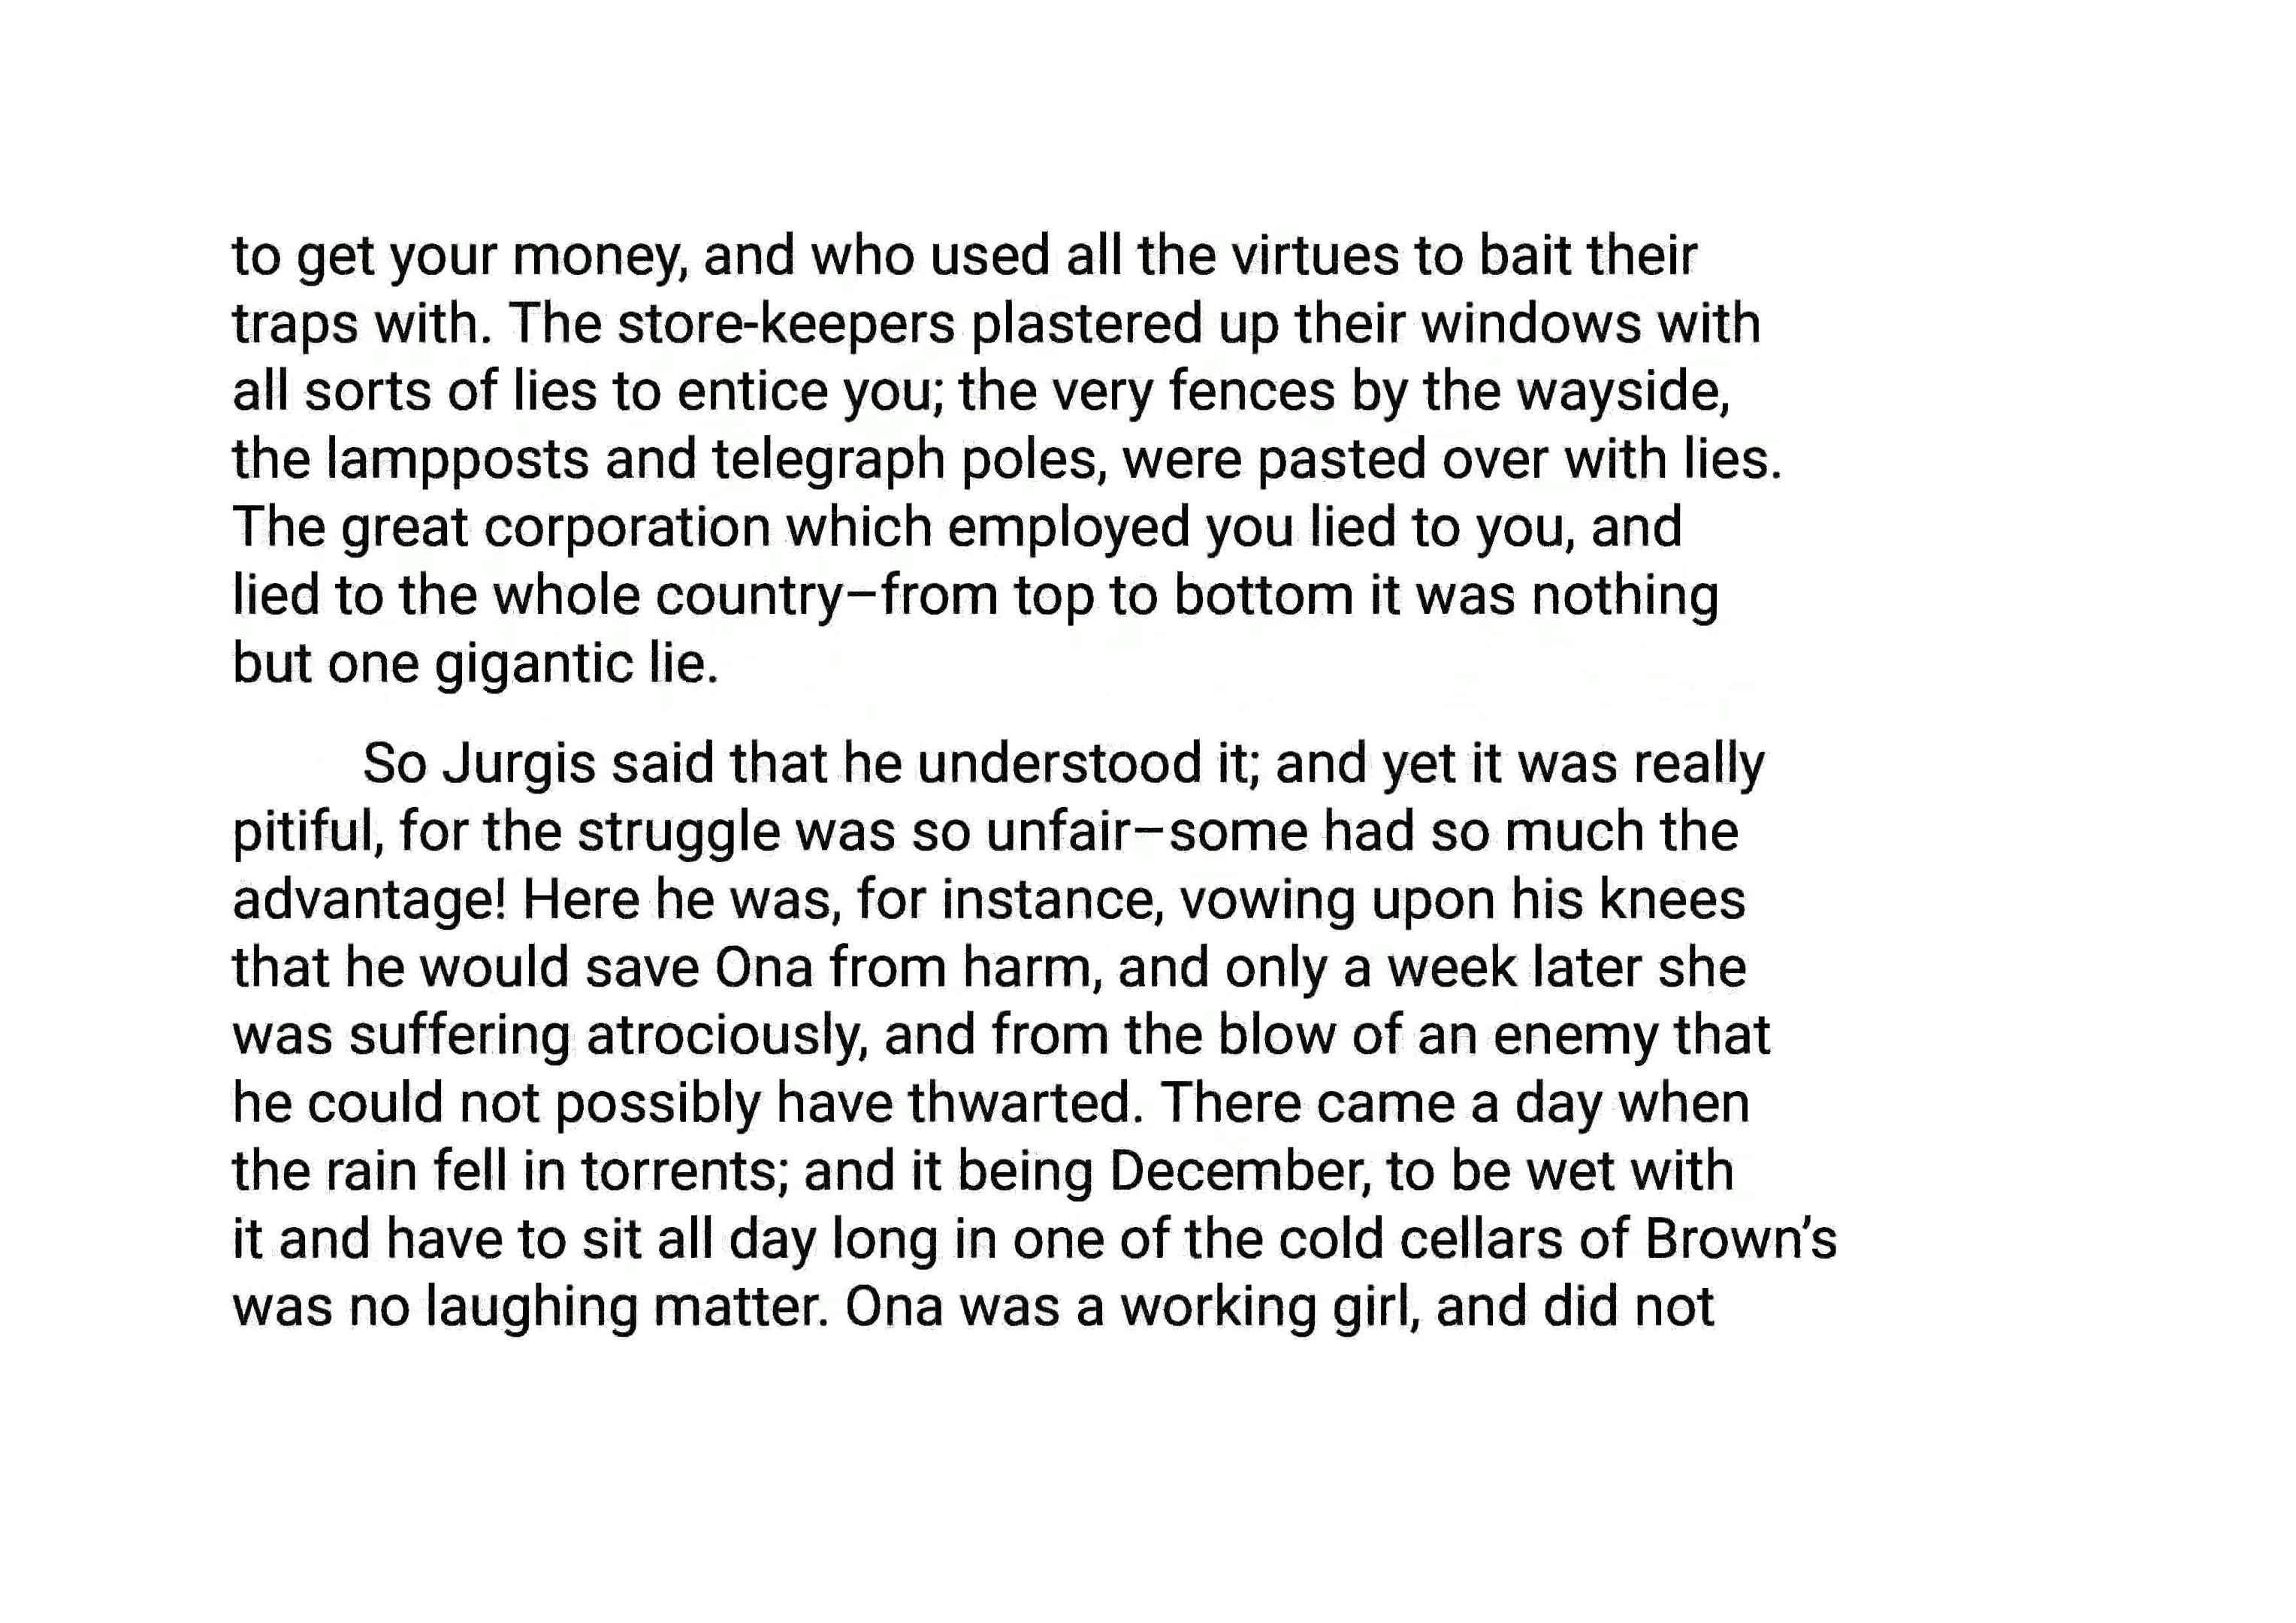 to get your money, and who used all the virtues to bait their
traps with. The store-keepers plastered up their windows with
all sorts of lies to entice you; the very fences by the wayside,
the lampposts and telegraph poles, were pasted over with lies.
The great corporation which employed you lied to you, and
lied to the whole country–from top to bottom it was nothing
but one gigantic lie.
So Jurgis said that he understood it; and yet it was really
pitiful, for the struggle was so unfair–some had so much the
advantage! Here he was, for instance, vowing upon his knees
that he would save Ona from harm, and only a week later she
was suffering atrociously, and from the blow of an enemy that
he could not possibly have thwarted. There came a day when
the rain fell in torrents; and it being December, to be wet with
it and have to sit all day long in one of the cold cellars of Brown’s
was no laughing matter. Ona was a working girl, and did not